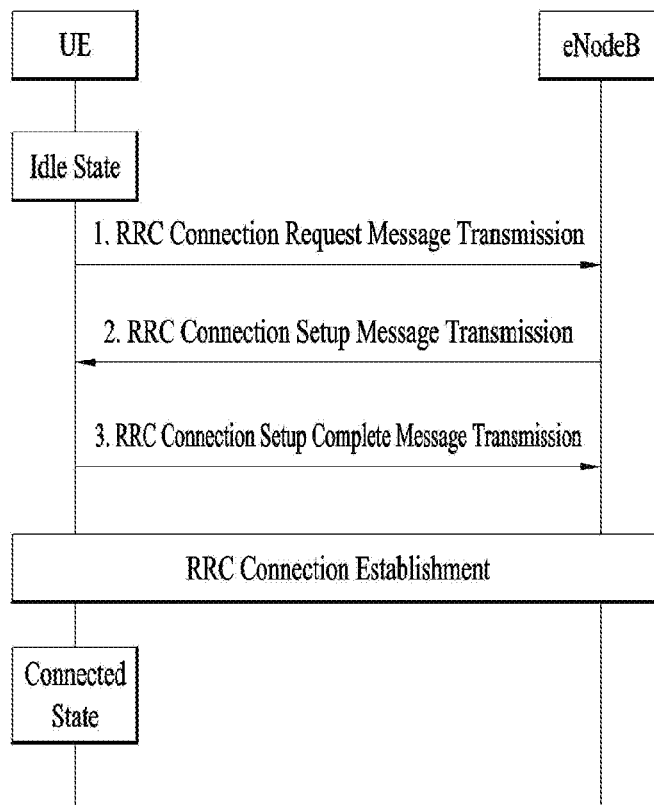 UE
eNodeB
Idle State
1. RRC Connection Request Message Transmission
2. RRC Connection Setup Message Transmission
3. RRC Connection Setup Complete Message Transmission
RRC Connection Establishment
Connected
State